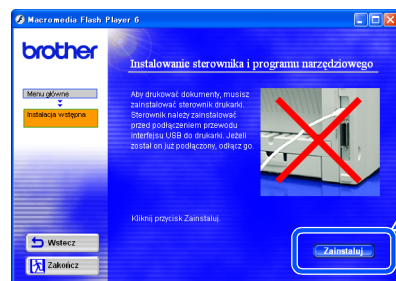 Macromedia Flash Player 6
brother
Instalowanie sterownika i programu narzędziowego
Menu główne
Instalacja wstępna
Aby drukować dokumenty, musisz
zainstalować sterownik drukarki.
Sterownik należy zainstalować
przed podłączeniem przewodu
interfejsu USB do drukarki. Jeżeli
został on już podłączony, odłącz go.
Kliknij przycisk Zainstaluj.
Wstecz
Zakończ
Zainstaluj